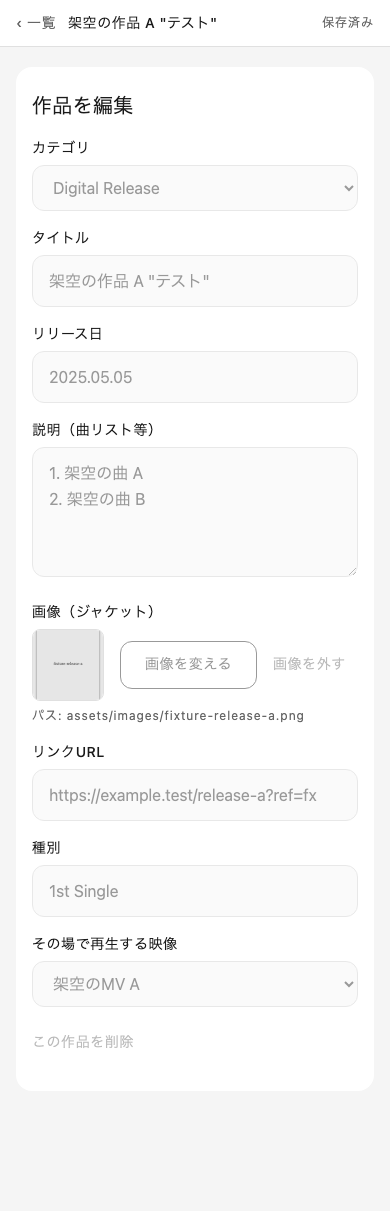 ‹ 一覧 架空の作品 A "テスト" 保存済み
作品を編集
カテゴリ
Digital Release
タイトル
架空の作品 A "テスト"
リリース日
2025.05.05
説明（曲リスト等）
1. 架空の曲 A
2. 架空の曲 B
画像（ジャケット）
fixture-release-a
画像を変える 画像を外す
パス: assets/images/fixture-release-a.png
リンクURL
https://example.test/release-a?ref=fx
種別
1st Single
その場で再生する映像
架空のMV A
この作品を削除